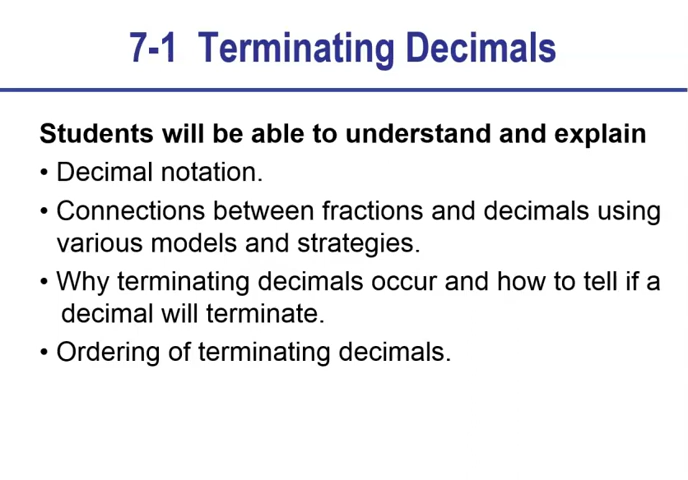 7-1 Terminating Decimals
Students will be able to understand and explain
• Decimal notation.
• Connections between fractions and decimals using
various models and strategies.
• Why terminating decimals occur and how to tell if a
decimal will terminate.
• Ordering of terminating decimals.